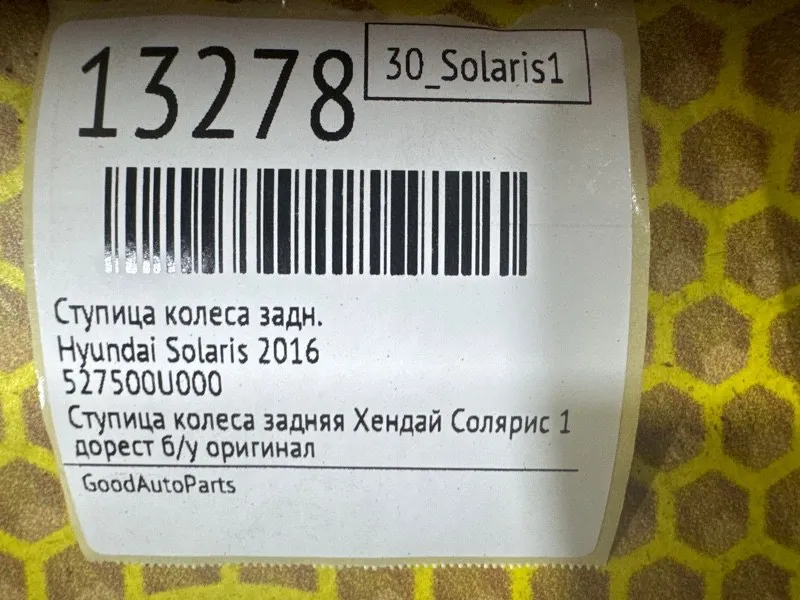 13278
30_Solaris1
Ступица колеса задн.
Hyundai Solaris 2016
527500U000
Ступица колеса задняя Хендай Солярис 1
дорест б/у оригинал
GoodAutoParts